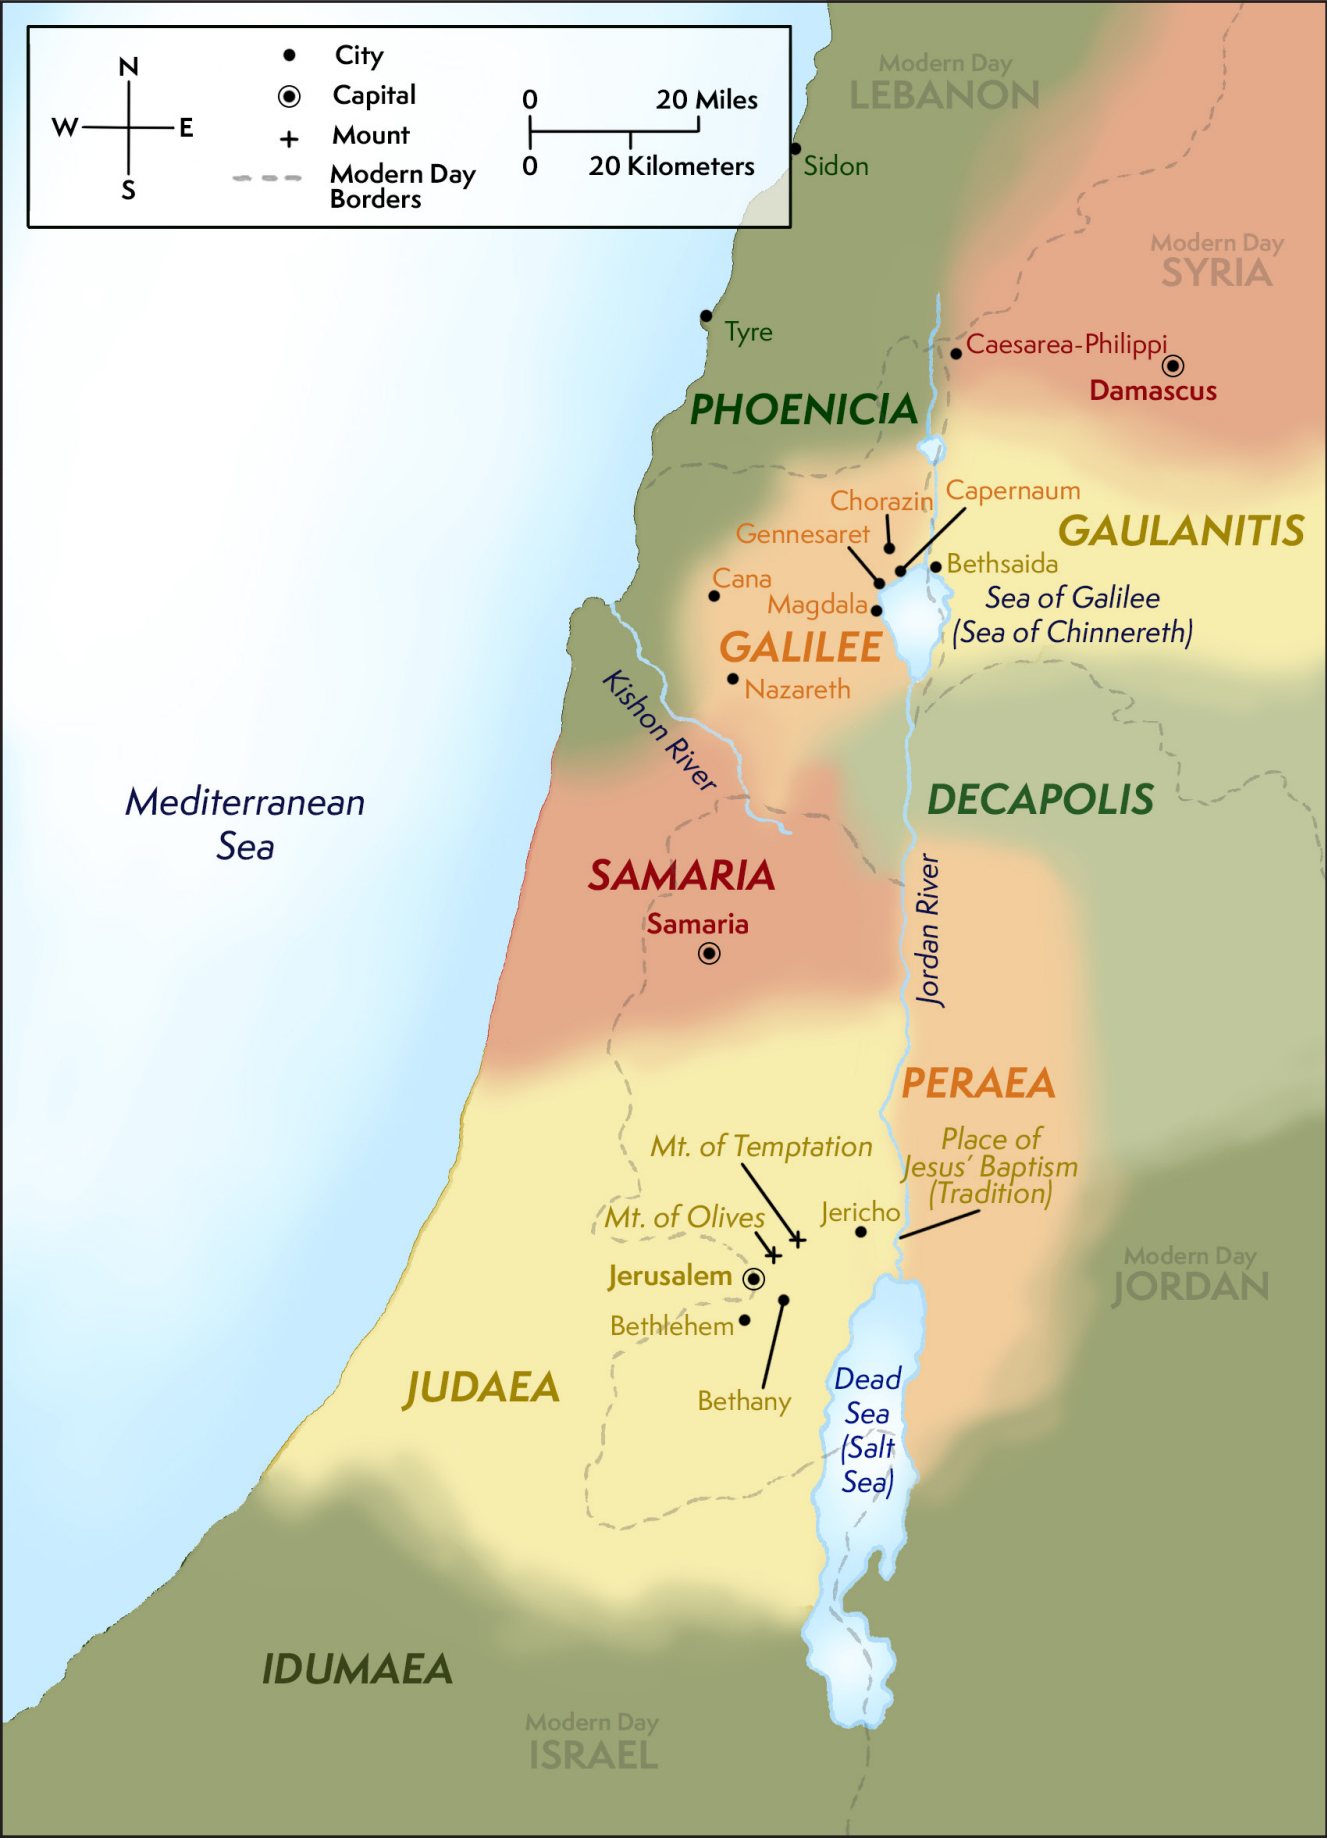 N
W
E
S
City
Capital
Mount
Modern Day
Borders
0
20 Miles
0
20 Kilometers
Modern Day
LEBANON
Sidon
Modern Day
SYRIA
Tyre
Caesarea-Philippi
Damascus
PHOENICIA
Chorazin
Capernaum
Gennesaret
GAULANITIS
Cana
Bethsaida
Magdala
Sea of Galilee
(Sea of Chinnereth)
GALILEE
Nazareth
Kishon River
Mediterranean
Sea
DECAPOLIS
SAMARIA
Samaria
Jordan River
PERAEA
Mt. of Temptation
Place of
Jesus’ Baptism
(Tradition)
Mt. of Olives
Jericho
Jerusalem
Modern Day
JORDAN
Bethlehem
JUDAEA
Bethany
Dead
Sea
(Salt
Sea)
IDUMAEA
Modern Day
ISRAEL